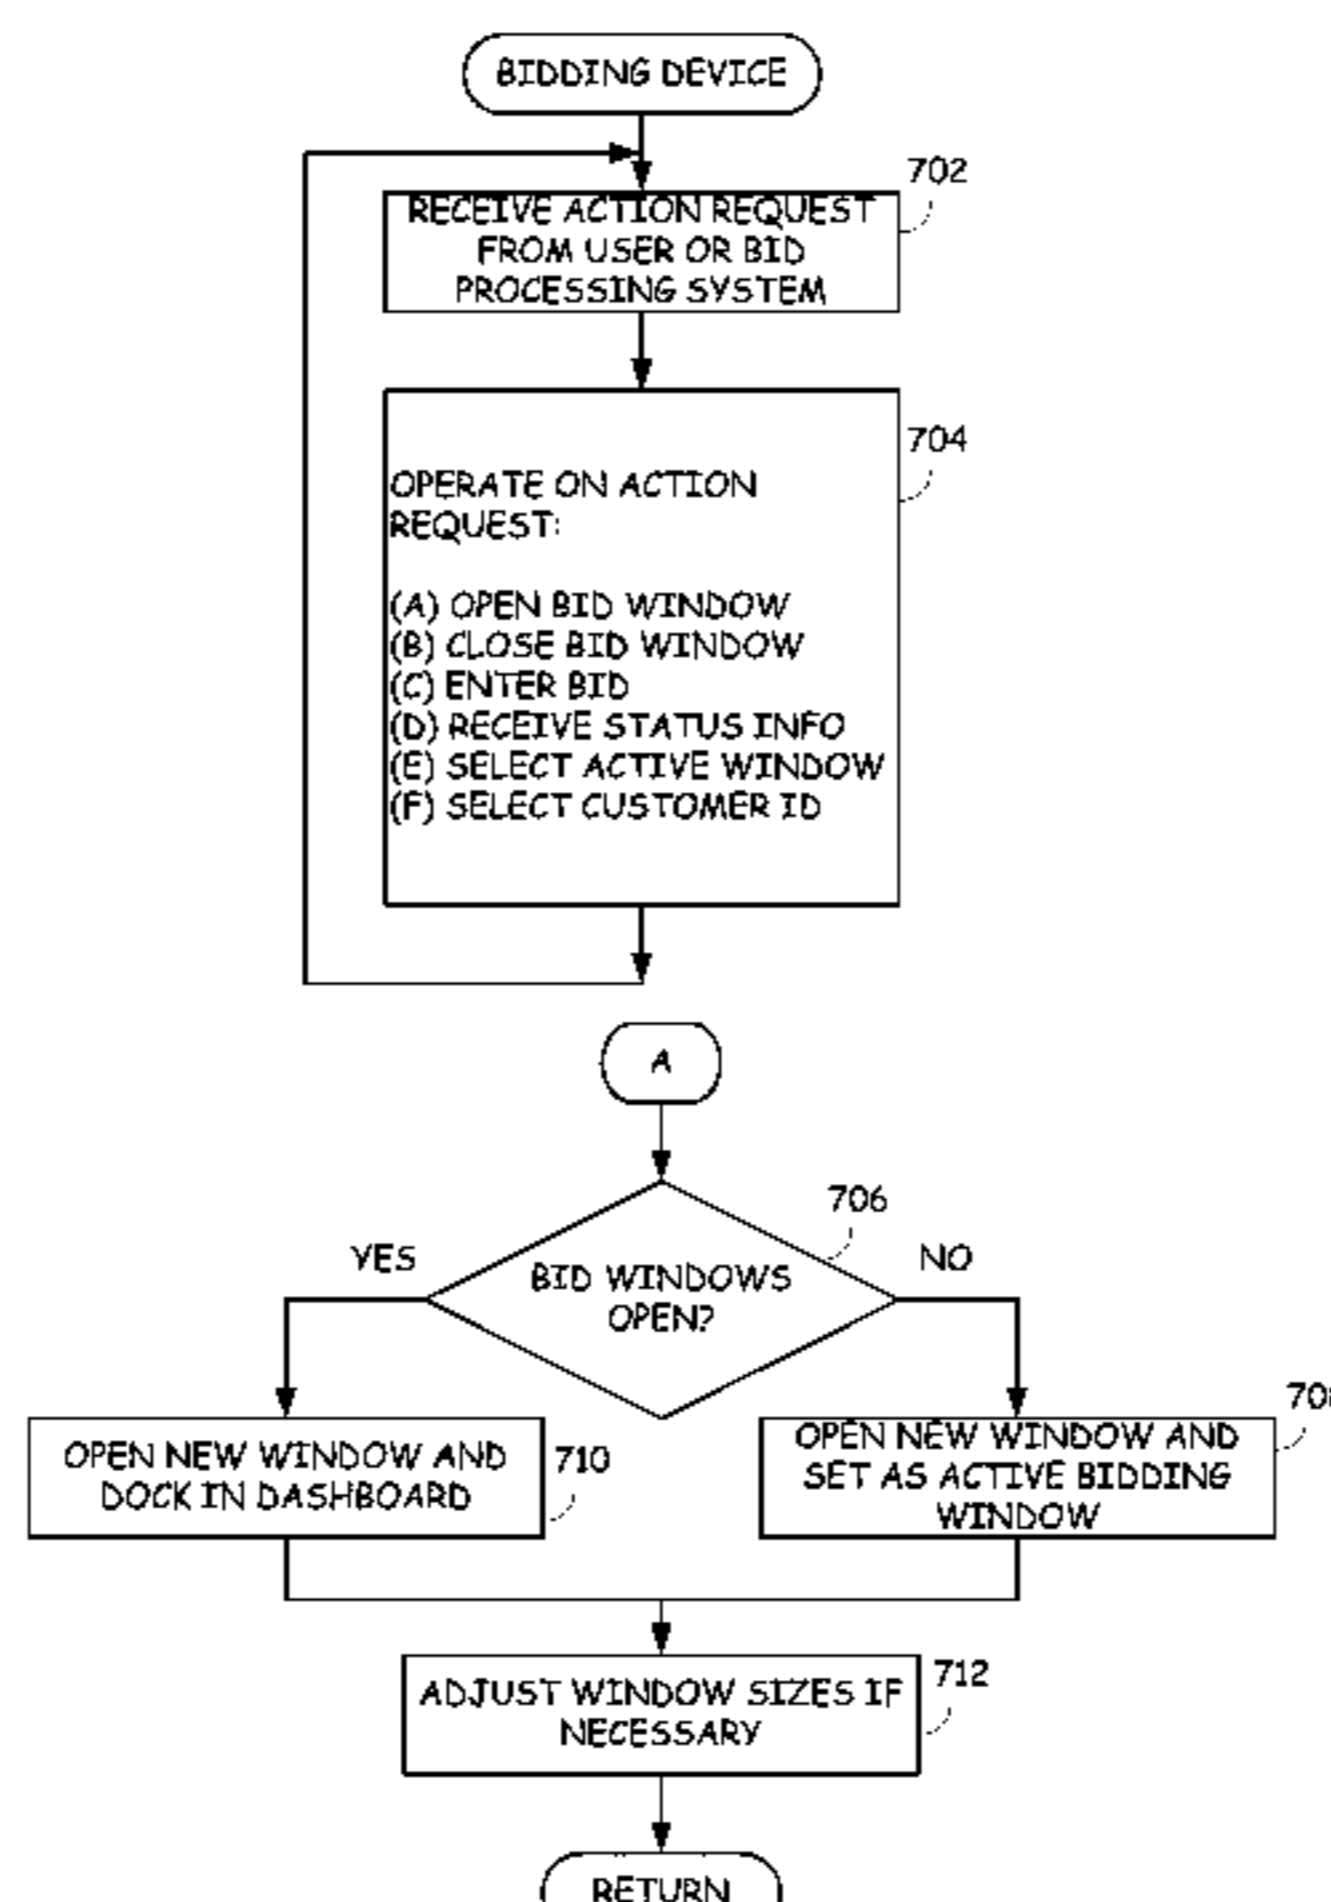 BIDDING DEVICE
702
RECEIVE ACTION REQUEST
FROM USER OR BID
PROCESSING SYSTEM
704
OPERATE ON ACTION
REQUEST:
(A) OPEN BID WINDOW
(B) CLOSE BID WINDOW
(C) ENTER BID
(D) RECEIVE STATUS INFO
(E) SELECT ACTIVE WINDOW
(F) SELECT CUSTOMER ID
A
706
YES
NO
BID WINDOWS
OPEN?
OPEN NEW WINDOW AND
DOCK IN DASHBOARD
710
OPEN NEW WINDOW AND
SET AS ACTIVE BIDDING
WINDOW
712
ADJUST WINDOW SIZES IF
NECESSARY
RETURN